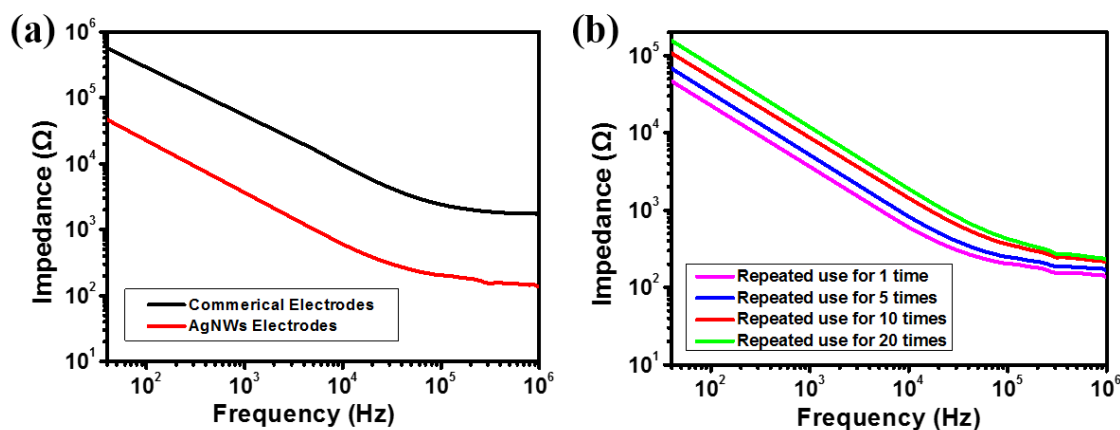 (a)
10^6
10^5
10^4
10^3
10^2
10^1
Impedance (Ω)
Commerical Electrodes
AgNWs Electrodes
10^2 10^3 10^4 10^5 10^6
Frequency (Hz)
(b)
10^5
10^4
10^3
10^2
10^1
Impedance (Ω)
Repeated use for 1 time
Repeated use for 5 times
Repeated use for 10 times
Repeated use for 20 times
10^2 10^3 10^4 10^5 10^6
Frequency (Hz)